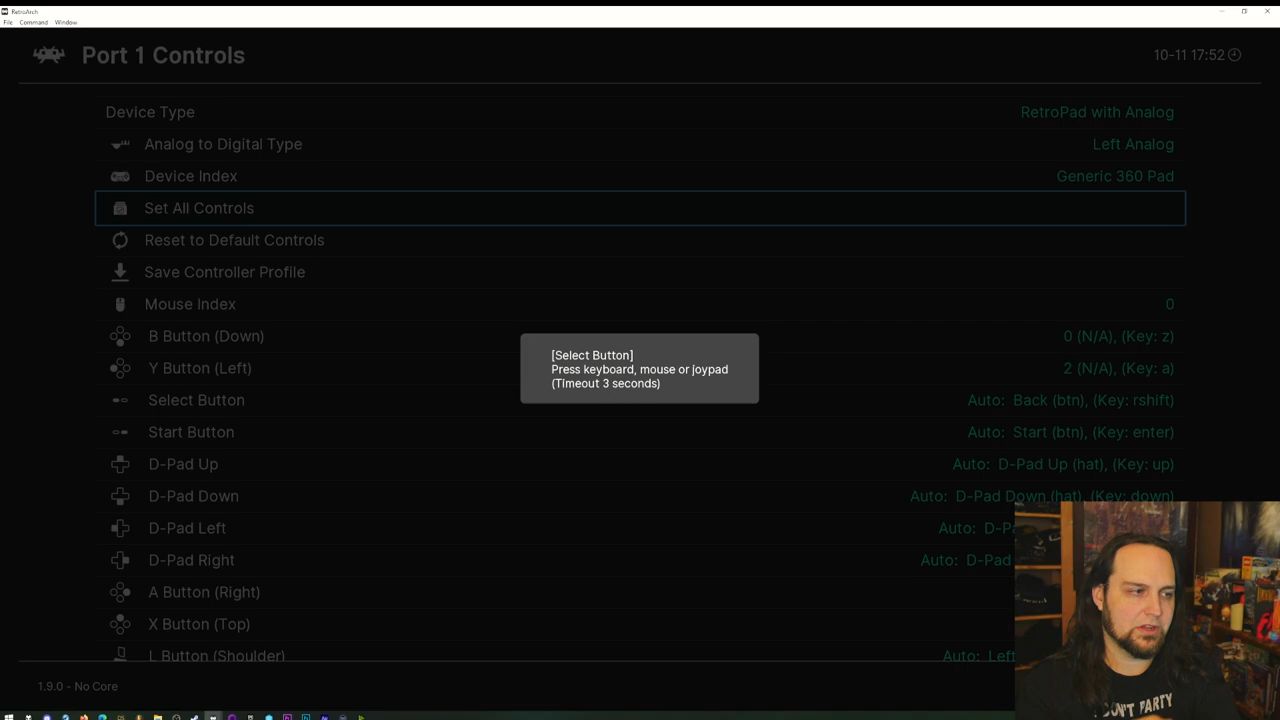 RetroArch
File Command Window
Port 1 Controls
10-11 17:52
Device Type RetroPad with Analog
Analog to Digital Type Left Analog
Device Index Generic 360 Pad
Set All Controls
Reset to Default Controls
Save Controller Profile
Mouse Index 0
B Button (Down) 0 (N/A), (Key: z)
[Select Button]
Press keyboard, mouse or joypad
(Timeout 3 seconds)
Y Button (Left) 2 (N/A), (Key: a)
Select Button Auto: Back (btn), (Key: rshift)
Start Button Auto: Start (btn), (Key: enter)
D-Pad Up Auto: D-Pad Up (hat), (Key: up)
D-Pad Down Auto: D-Pad Down (hat), (Key: down)
D-Pad Left Auto: D-P
D-Pad Right Auto: D-Pad
A Button (Right)
X Button (Top)
L Button (Shoulder) Auto: Left
1.9.0 - No Core
DON'T PARTY